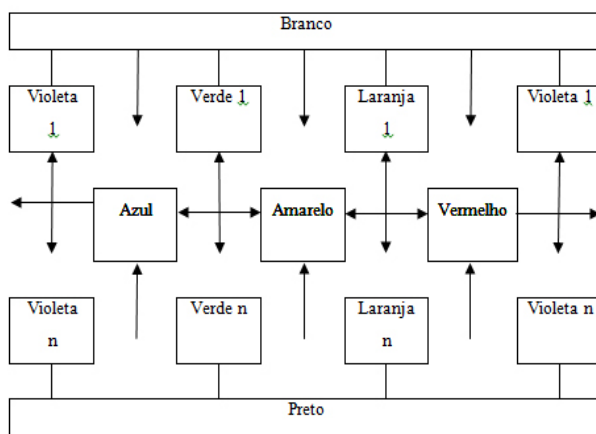 Branco
Violeta 1
Verde 1
Laranja 1
Violeta 1
Azul
Amarelo
Vermelho
Violeta n
Verde n
Laranja n
Violeta n
Preto